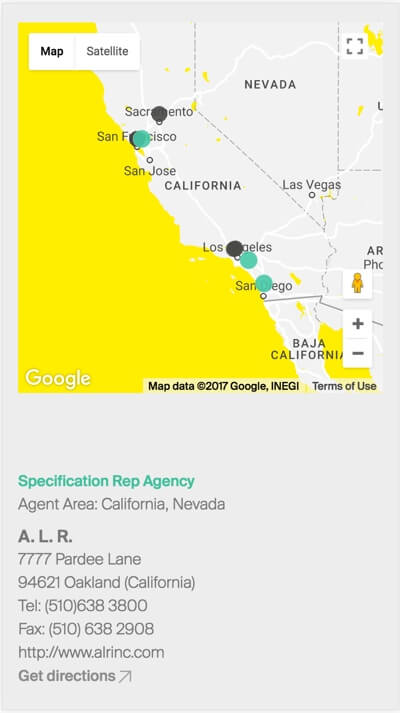 Map Satellite
NEVADA
Sacramento
San Francisco
San Jose
CALIFORNIA
Las Vegas
Los Angeles
AR
Pho
San Diego
BAJA
CALIFORNIA
Google
Map data ©2017 Google, INEGI Terms of Use
Specification Rep Agency
Agent Area: California, Nevada
A. L. R.
7777 Pardee Lane
94621 Oakland (California)
Tel: (510)638 3800
Fax: (510) 638 2908
http://www.alrinc.com
Get directions